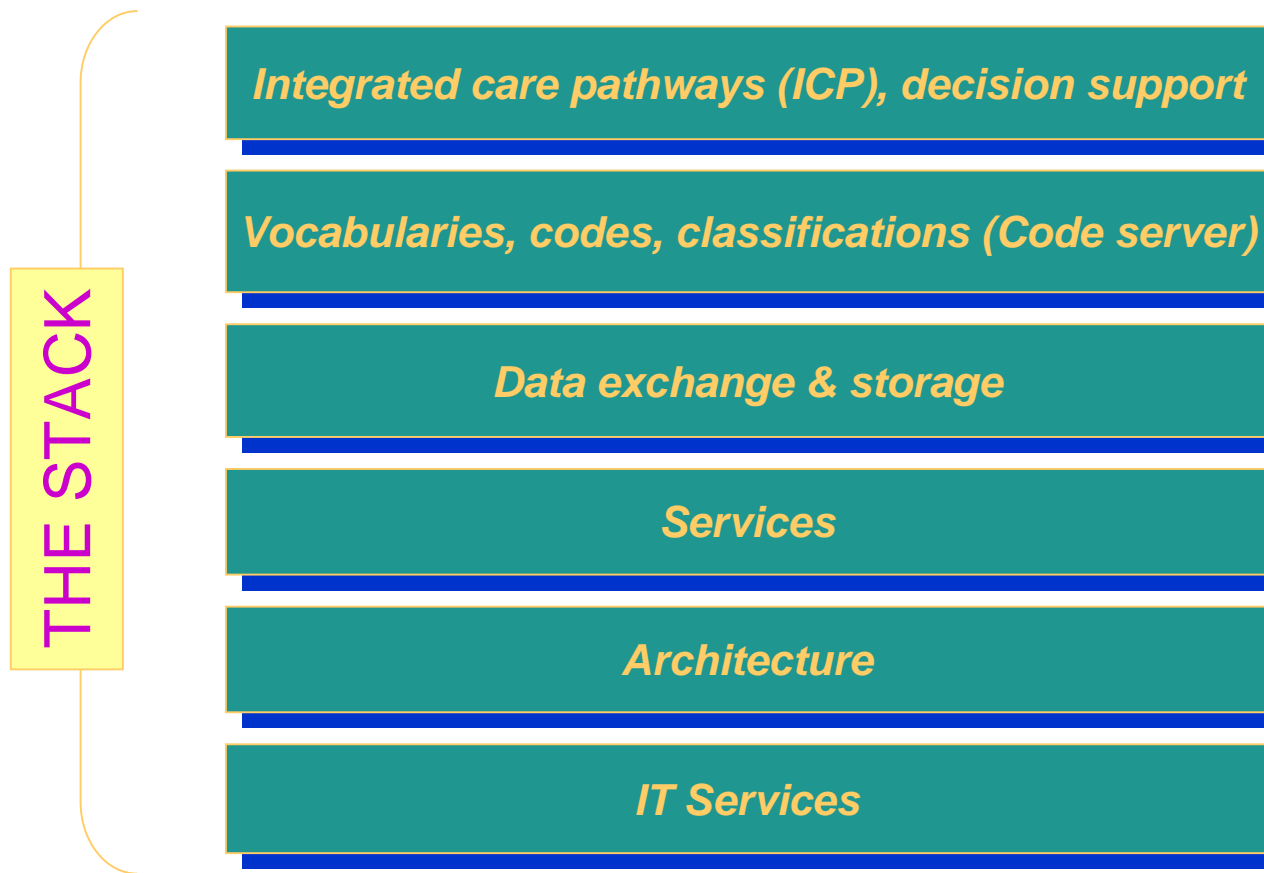 THE STACK
Integrated care pathways (ICP), decision support
Vocabularies, codes, classifications (Code server)
Data exchange & storage
Services
Architecture
IT Services